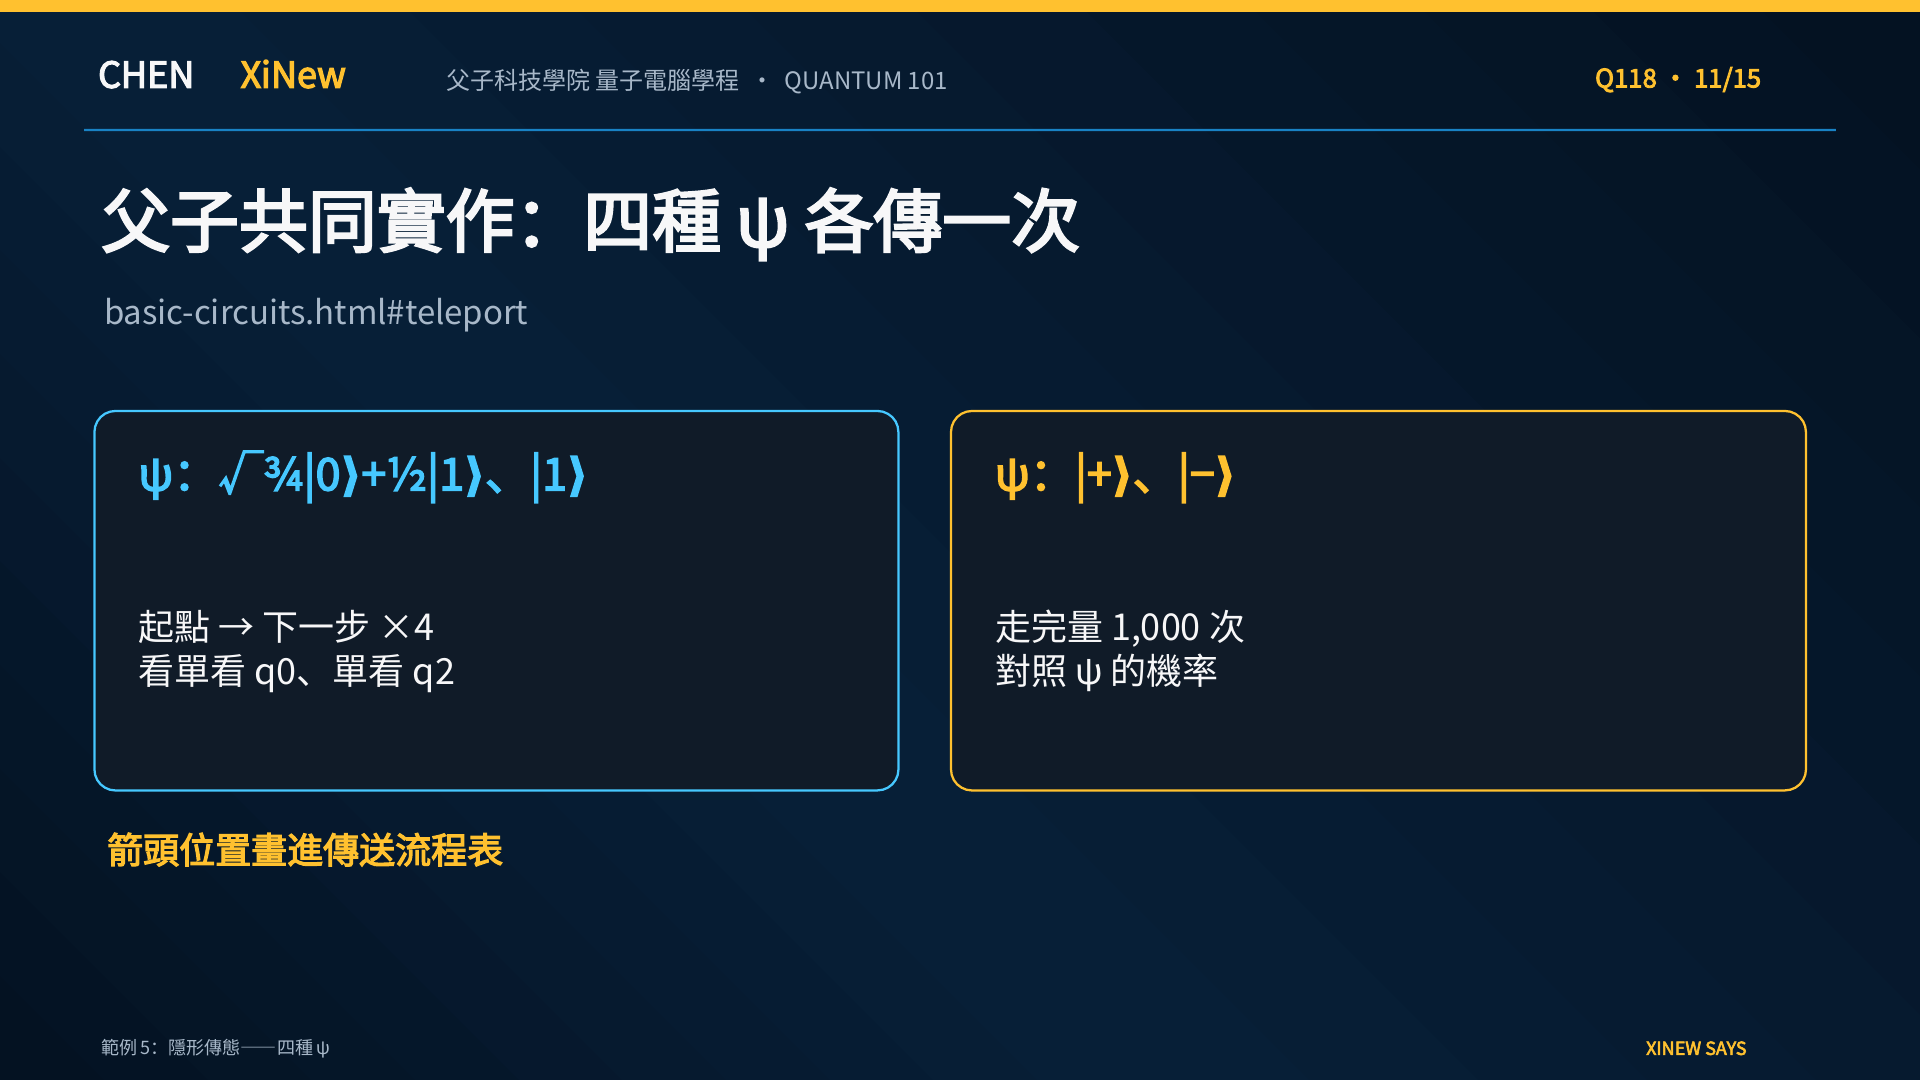 CHEN XiNew 父子科技學院 量子電腦學程 · QUANTUM 101 Q118 · 11/15
父子共同實作：四種 ψ 各傳一次
basic-circuits.html#teleport
ψ：√¾|0⟩+½|1⟩、|1⟩
起點 → 下一步 ×4
看單看 q0、單看 q2
ψ：|+⟩、|−⟩
走完量 1,000 次
對照 ψ 的機率
箭頭位置畫進傳送流程表
範例 5：隱形傳態——四種 ψ
XINEW SAYS